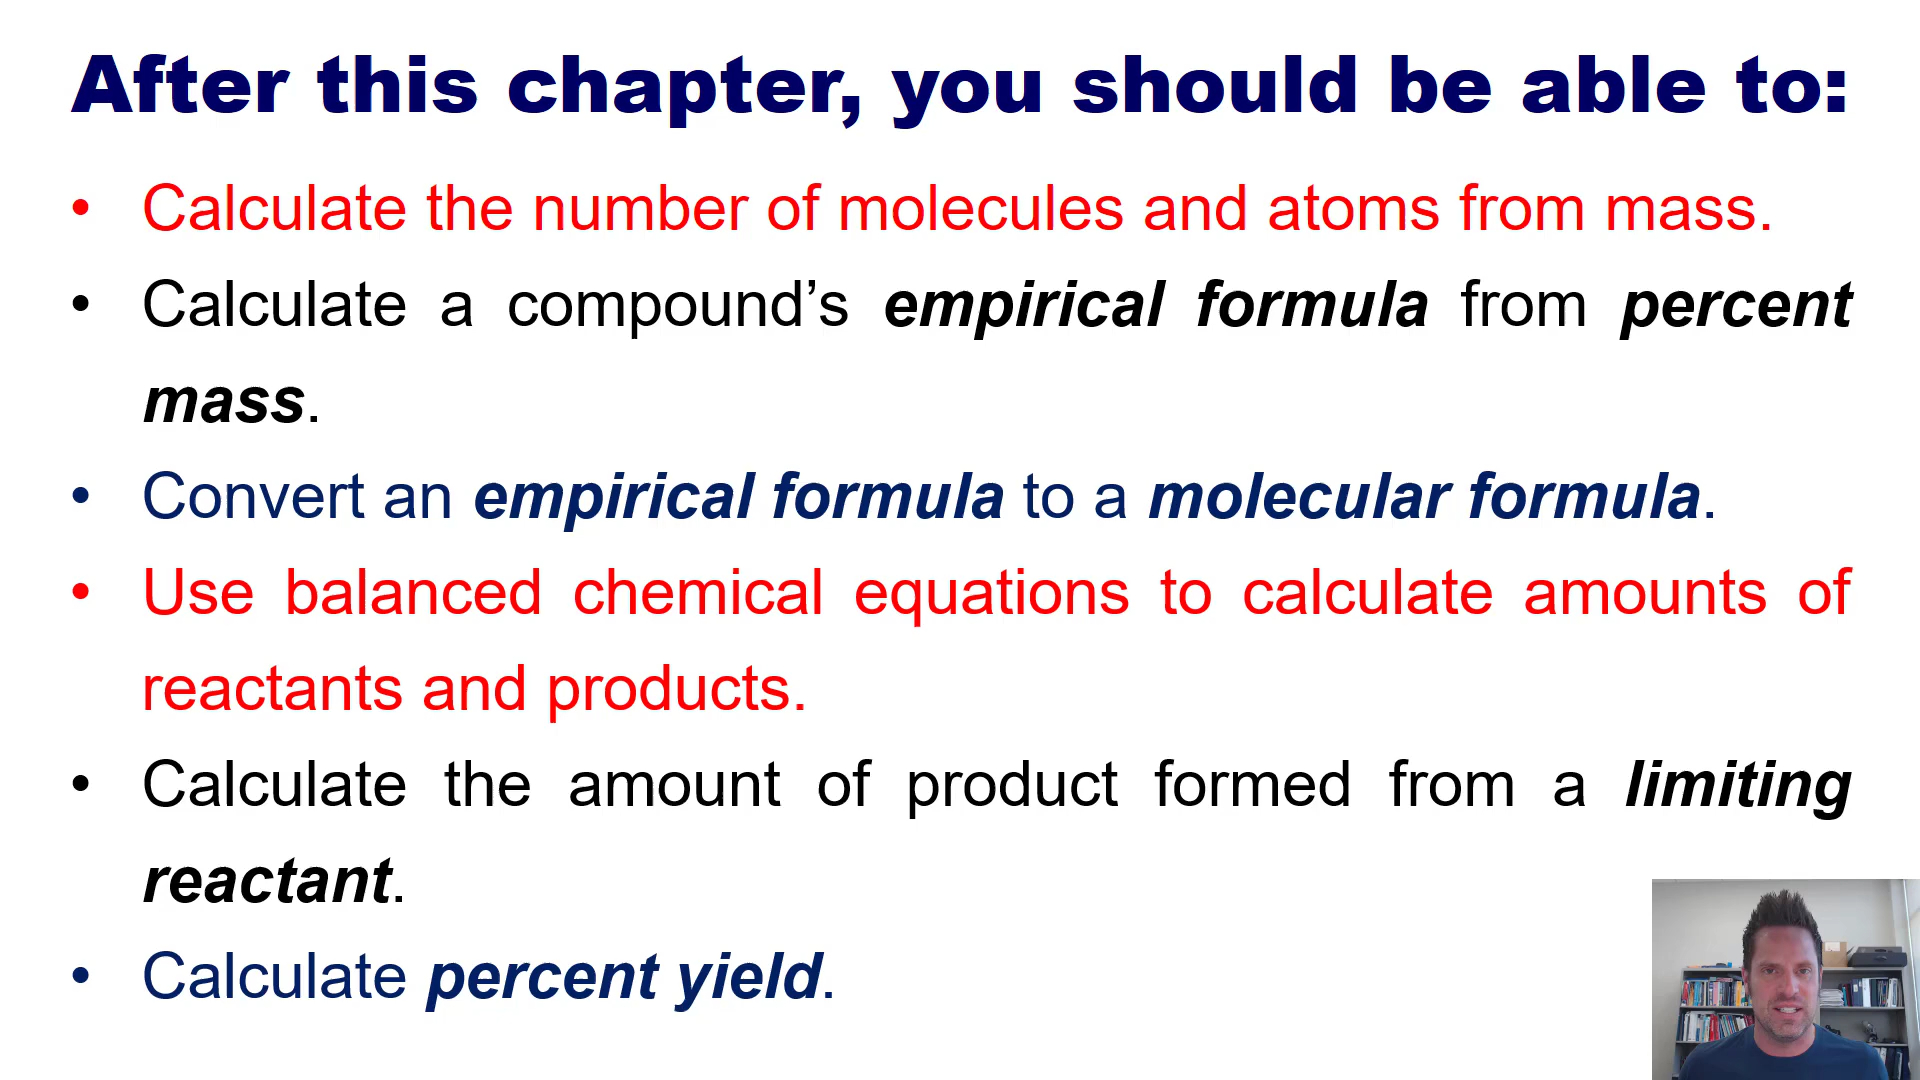 After this chapter, you should be able to:
• Calculate the number of molecules and atoms from mass.
• Calculate a compound’s empirical formula from percent
mass.
• Convert an empirical formula to a molecular formula.
• Use balanced chemical equations to calculate amounts of
reactants and products.
• Calculate the amount of product formed from a limiting
reactant.
• Calculate percent yield.